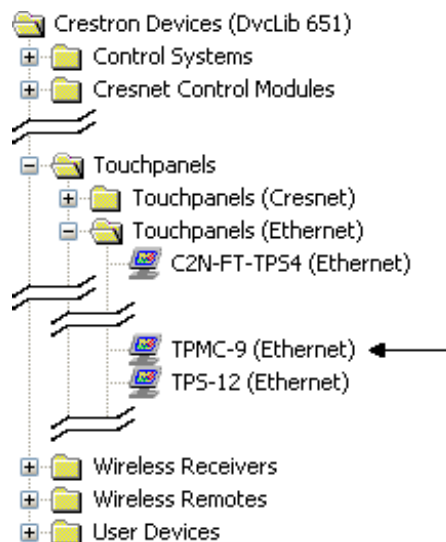 Crestron Devices (DvcLib 651)
Control Systems
Cresnet Control Modules
Touchpanels
Touchpanels (Cresnet)
Touchpanels (Ethernet)
C2N-FT-TPS4 (Ethernet)
TPMC-9 (Ethernet)
TPS-12 (Ethernet)
Wireless Receivers
Wireless Remotes
User Devices